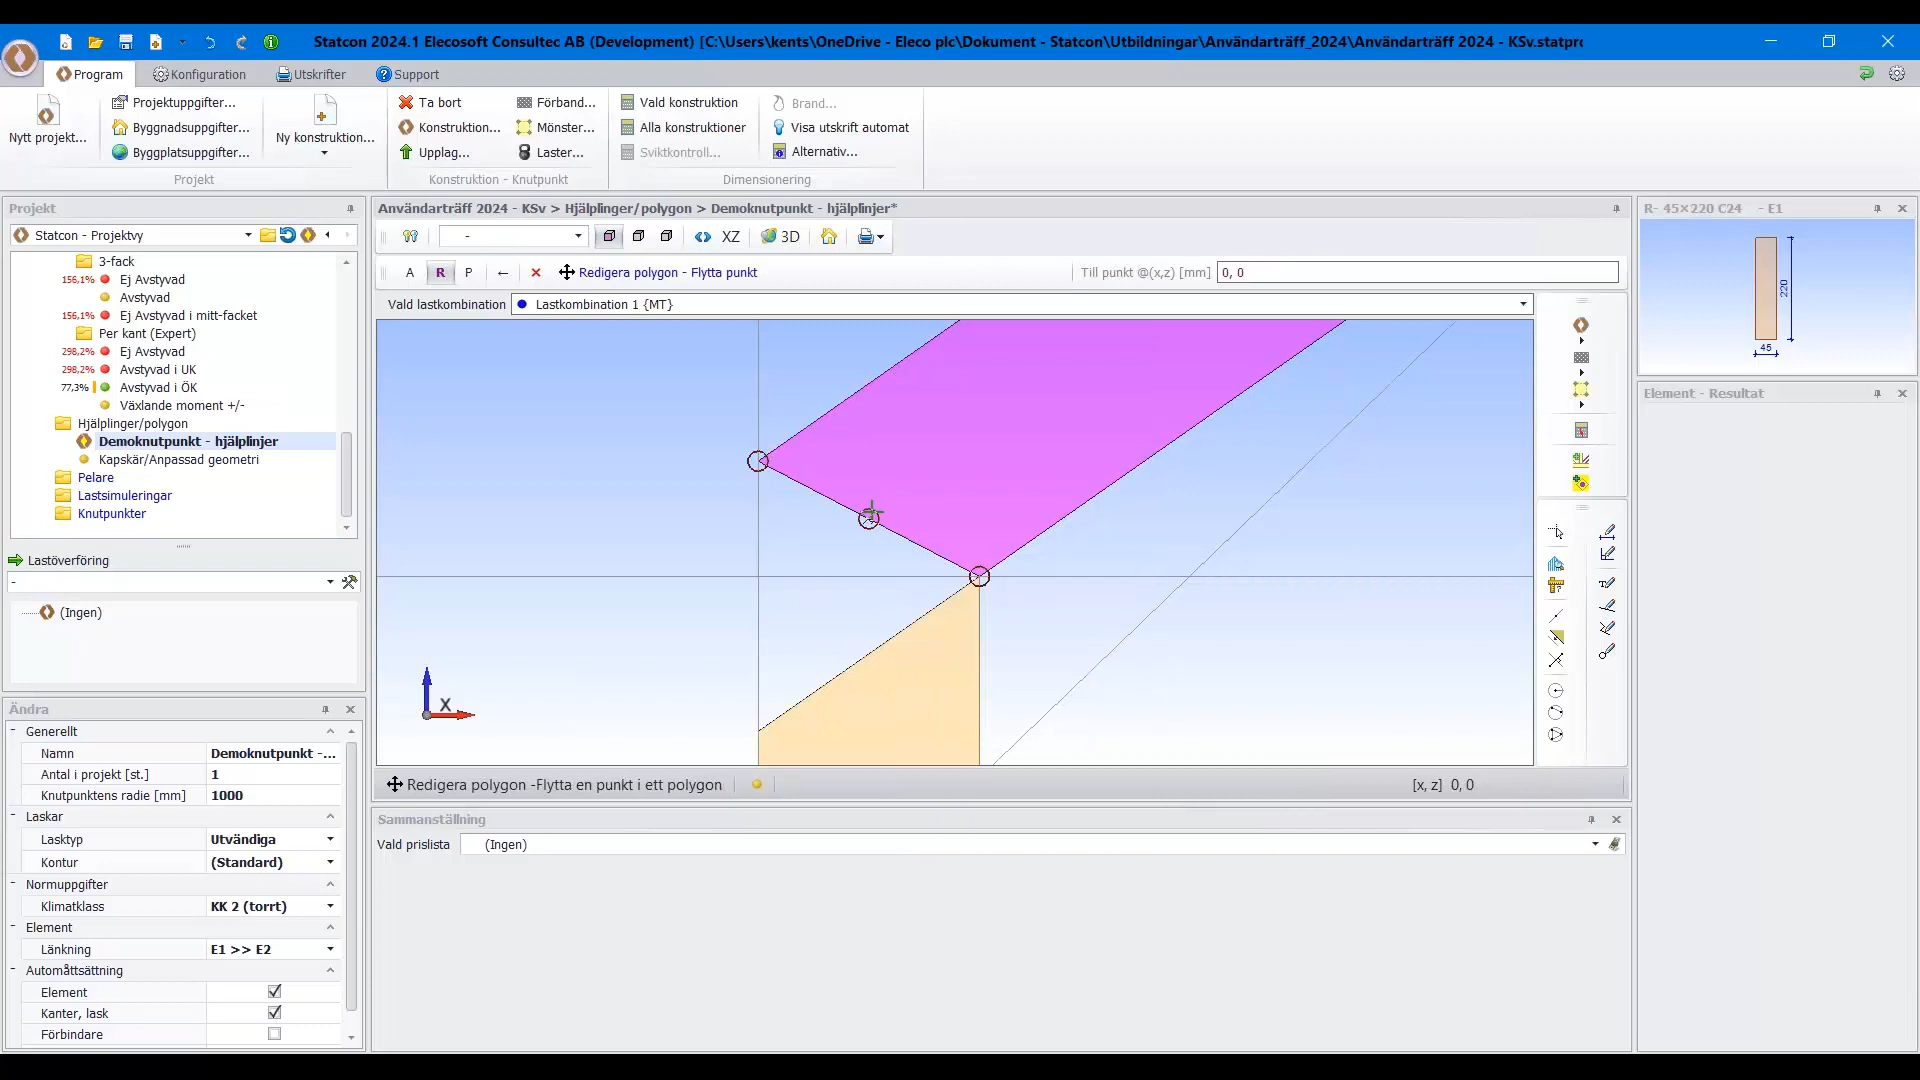 Statcon 2024.1 Elecosoft Consultec AB (Development) [C:\Users\kents\OneDrive - Eleco plc\Dokument - Statcon\Utbildningar\Användarträff_2024\Användarträff 2024 - KSv.statpro
Program Konfiguration Utskrifter Support
Nytt projekt...
Projektuppgifter...
Byggnadsuppgifter...
Byggplatsuppgifter...
Projekt
Ny konstruktion...
Ta bort Förband...
Konstruktion... Mönster...
Upplag... Laster...
Konstruktion - Knutpunkt
Vald konstruktion Brand...
Alla konstruktioner Visa utskrift automat
Sviktkontroll... Alternativ...
Dimensionering
Projekt
Statcon - Projektvy
3-fack
156,1% Ej Avstyvad
Avstyvad
156,1% Ej Avstyvad i mitt-facket
Per kant (Expert)
298,2% Ej Avstyvad
298,2% Avstyvad i UK
77,3% Avstyvad i ÖK
Växlande moment +/-
Hjälplinger/polygon
Demoknutpunkt - hjälplinjer
Kapskär/Anpassad geometri
Pelare
Lastsimuleringar
Knutpunkter
Lastöverföring
-
(Ingen)
Ändra
Generellt
Namn Demoknutpunkt -...
Antal i projekt [st.] 1
Knutpunktens radie [mm] 1000
Laskar
Lasktyp Utvändiga
Kontur (Standard)
Normuppgifter
Klimatklass KK 2 (torrt)
Element
Länkning E1 >> E2
Automåttsättning
Element
Kanter, lask
Förbindare
Användarträff 2024 - KSv > Hjälplinger/polygon > Demoknutpunkt - hjälplinjer*
- XZ 3D
A R P Redigera polygon - Flytta punkt Till punkt @(x,z) [mm] 0, 0
Vald lastkombination Lastkombination 1 {MT}
X
Redigera polygon -Flytta en punkt i ett polygon [x, z] 0, 0
Sammanställning
Vald prislista (Ingen)
R- 45×220 C24 - E1
220
45
Element - Resultat